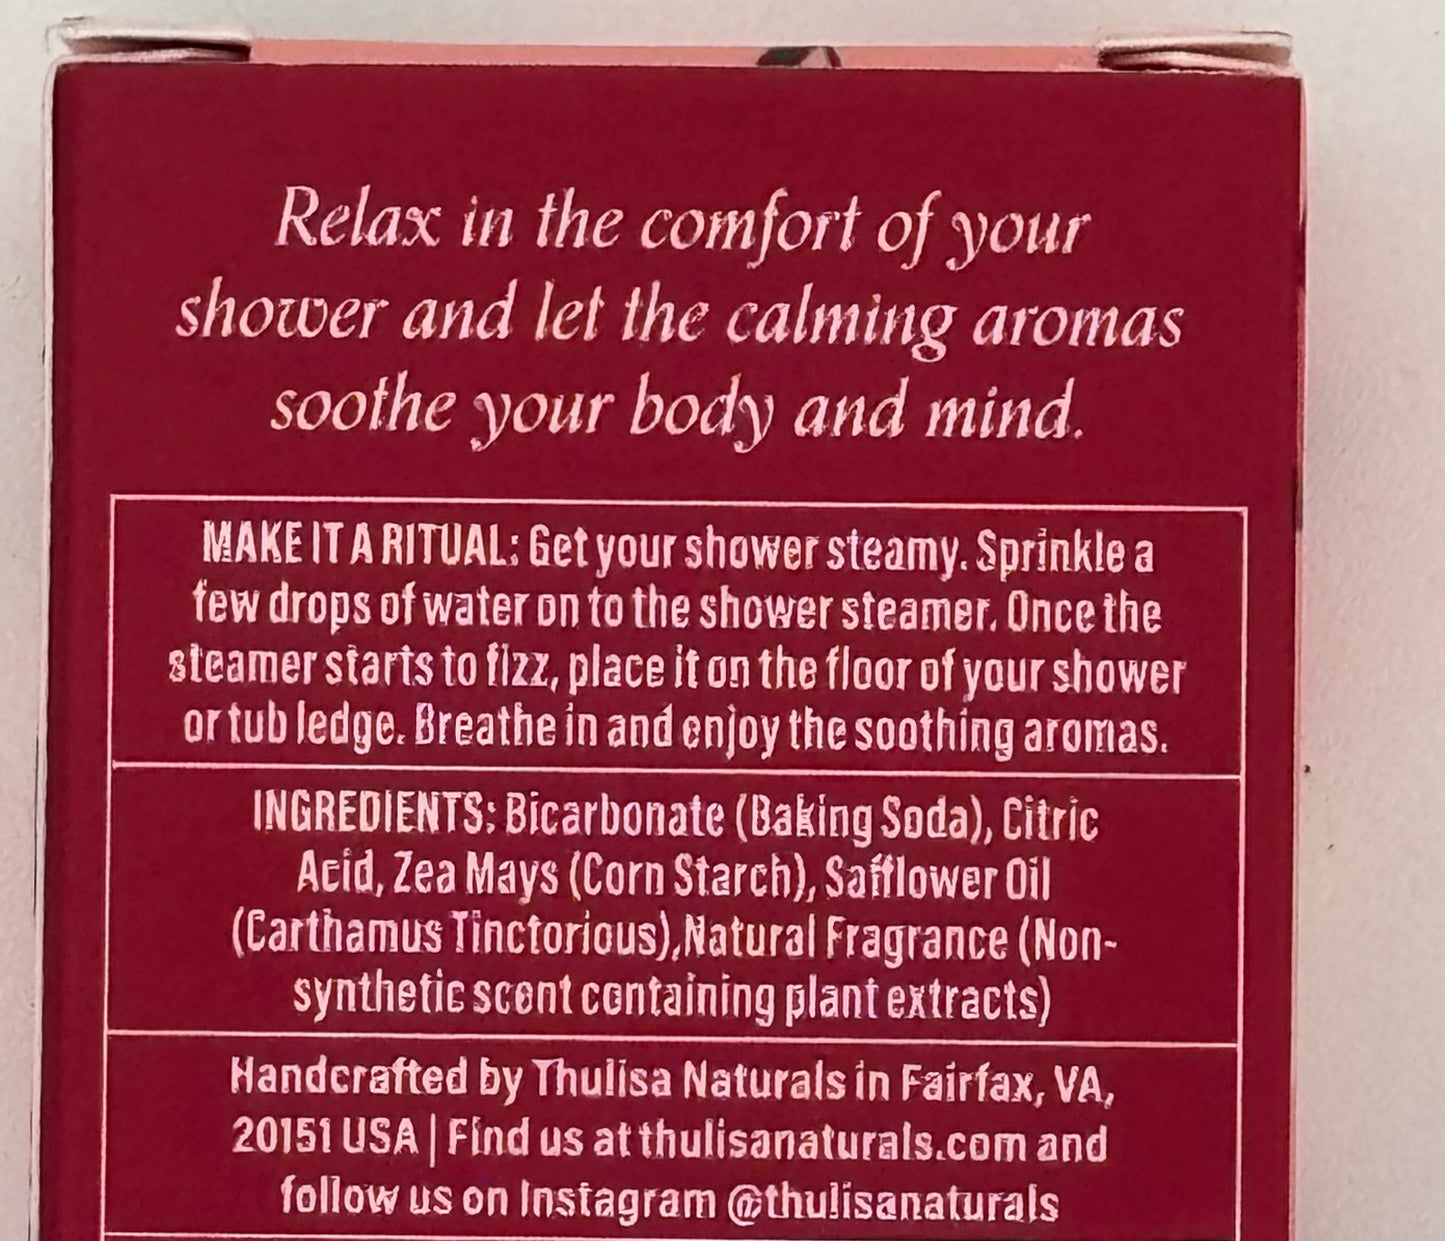 Relax in the comfort of your
shower and let the calming aromas
soothe your body and mind.
MAKE IT A RITUAL: Get your shower steamy. Sprinkle a
few drops of water on to the shower steamer. Once the
steamer starts to fizz, place it on the floor of your shower
or tub ledge. Breathe in and enjoy the soothing aromas.
INGREDIENTS: Bicarbonate (Baking Soda), Citric
Acid, Zea Mays (Corn Starch), Safflower Oil
(Carthamus Tinctorious),Natural Fragrance (Non-
synthetic scent containing plant extracts)
Handcrafted by Thulisa Naturals in Fairfax, VA,
20151 USA | Find us at thulisanaturals.com and
follow us on Instagram @thulisanaturals